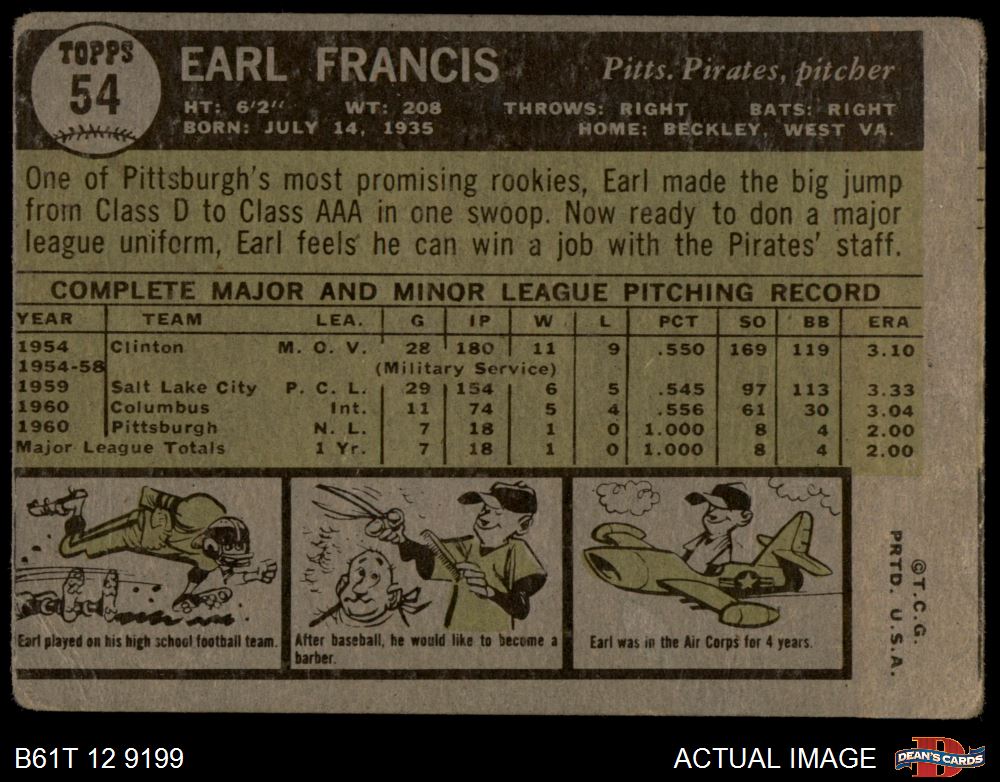 TOPPS
54
EARL FRANCIS
Pitts. Pirates, pitcher
HT: 6'2" WT: 208 THROWS: RIGHT BATS: RIGHT
BORN: JULY 14, 1935 HOME: BECKLEY, WEST VA.
One of Pittsburgh's most promising rookies, Earl made the big jump
from Class D to Class AAA in one swoop. Now ready to don a major
league uniform, Earl feels he can win a job with the Pirates' staff.
COMPLETE MAJOR AND MINOR LEAGUE PITCHING RECORD
YEAR TEAM LEA. G IP W L PCT SO BB ERA
1954 Clinton M. O. V. 28 180 11 9 .550 169 119 3.10
1954-58 (Military Service)
1959 Salt Lake City P. C. L. 29 154 6 5 .545 97 113 3.33
1960 Columbus Int. 11 74 5 4 .556 61 30 3.04
1960 Pittsburgh N. L. 7 18 1 0 1.000 8 4 2.00
Major League Totals 1 Yr. 7 18 1 0 1.000 8 4 2.00
Earl played on his high school football team.
After baseball, he would like to become a
barber.
Earl was in the Air Corps for 4 years.
©T.C.G.
PRTD. U.S.A.
B61T 12 9199
ACTUAL IMAGE
D
DEAN'S CARDS